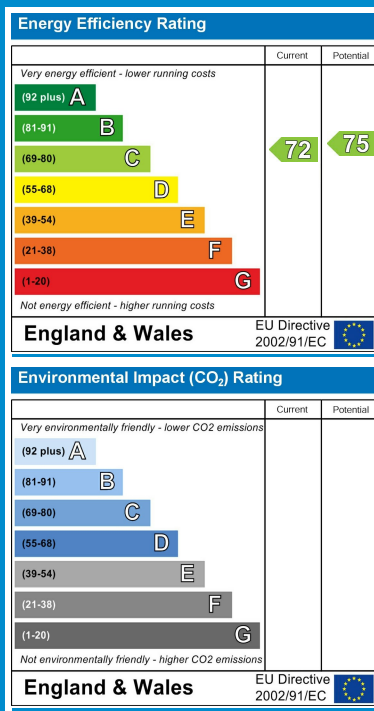 Energy Efficiency Rating
Current Potential
Very energy efficient - lower running costs
(92 plus) A
(81-91) B
(69-80) C
72 75
(55-68) D
(39-54) E
(21-38) F
(1-20) G
Not energy efficient - higher running costs
England & Wales
EU Directive
2002/91/EC
Environmental Impact (CO₂) Rating
Current Potential
Very environmentally friendly - lower CO2 emissions
(92 plus) A
(81-91) B
(69-80) C
(55-68) D
(39-54) E
(21-38) F
(1-20) G
Not environmentally friendly - higher CO2 emissions
England & Wales
EU Directive
2002/91/EC